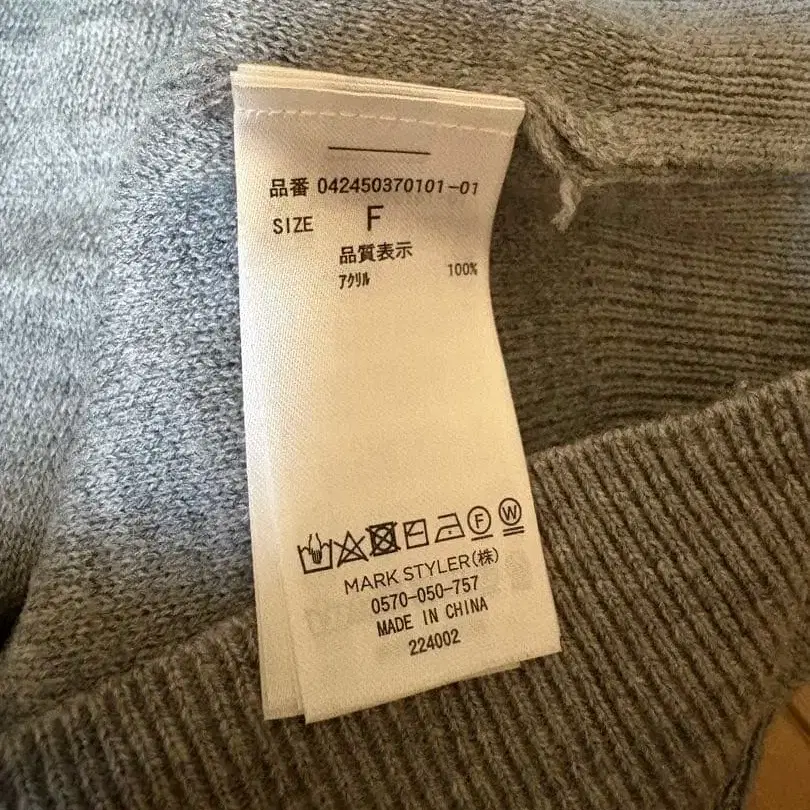 品番 042450370101-01
SIZE F
品質表示
アクリル 100%
F W
MARK STYLER(株)
0570-050-757
MADE IN CHINA
224002